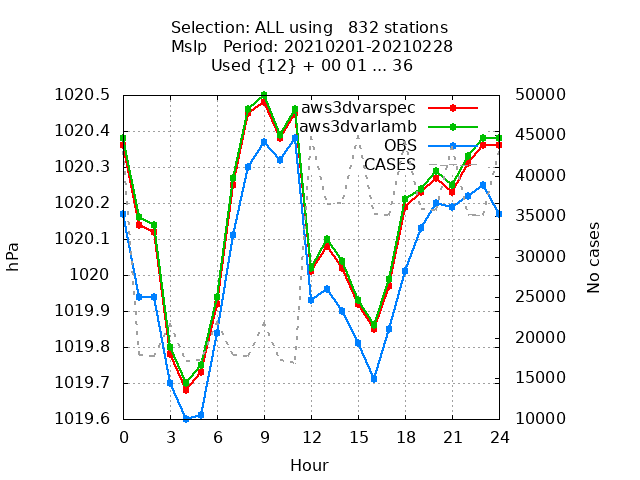 Selection: ALL using   832 stations
Mslp   Period: 20210201-20210228
Used {12} + 00 01 ... 36
aws3dvarspec
aws3dvarlamb
OBS
CASES
hPa
1020.5
1020.4
1020.3
1020.2
1020.1
1020
1019.9
1019.8
1019.7
1019.6
50000
45000
40000
35000
30000
25000
20000
15000
10000
No cases
0 3 6 9 12 15 18 21 24
Hour